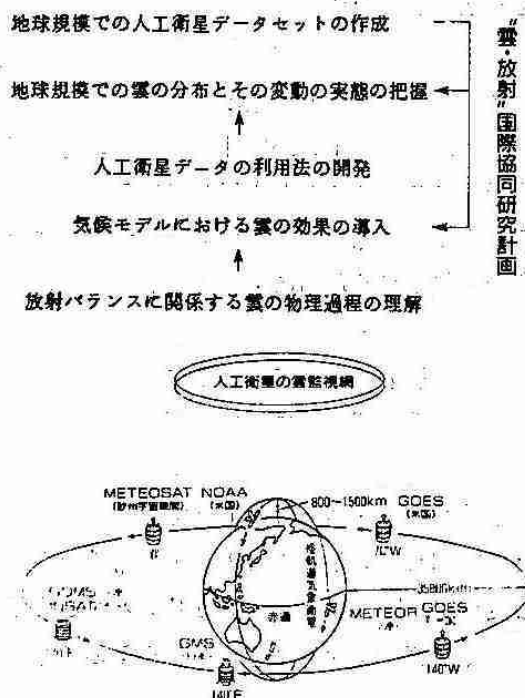 地球規模での人工衛星データセットの作成
地球規模での雲の分布とその変動の実態の把握
人工衛星データの利用法の開発
気候モデルにおける雲の効果の導入
放射バランスに関係する雲の物理過程の理解
"雲・放射"国際協同研究計画
人工衛星の雲監視網
METEOSAT NOAA
(米国)
800~1500km
GOES
(米国)
35800km
赤道
METEOR GOES
GMS
140°E
140°W